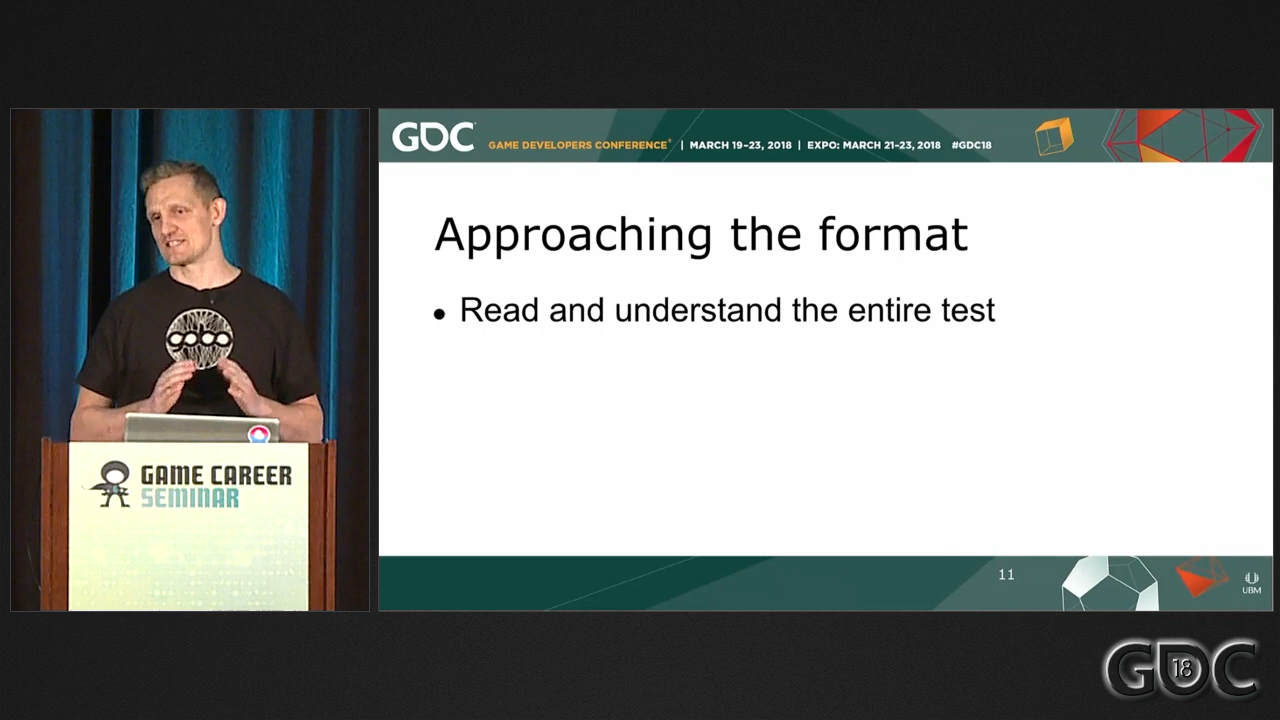 GDC
GAME DEVELOPERS CONFERENCE® | MARCH 19–23, 2018 | EXPO: MARCH 21–23, 2018 #GDC18
Approaching the format
• Read and understand the entire test
GAME CAREER
SEMINAR
11
UBM
GDC
18